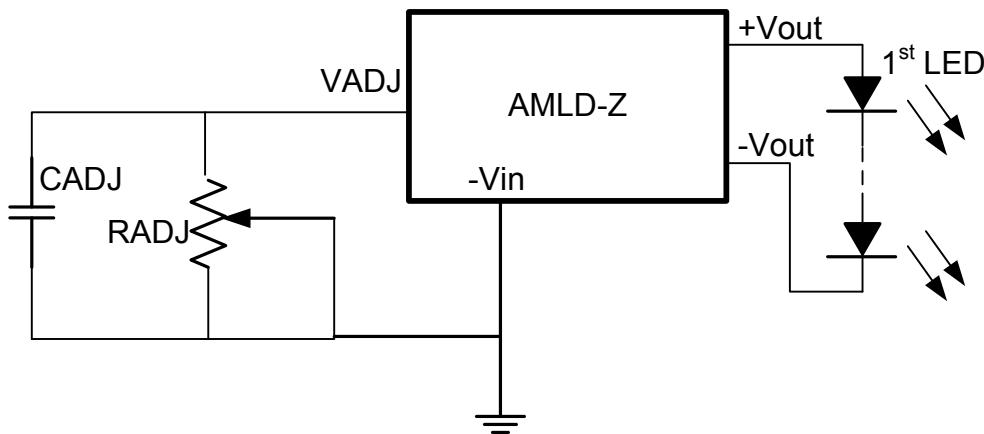 +Vout
1st LED
VADJ
AMLD-Z
-Vout
-Vin
CADJ
RADJ